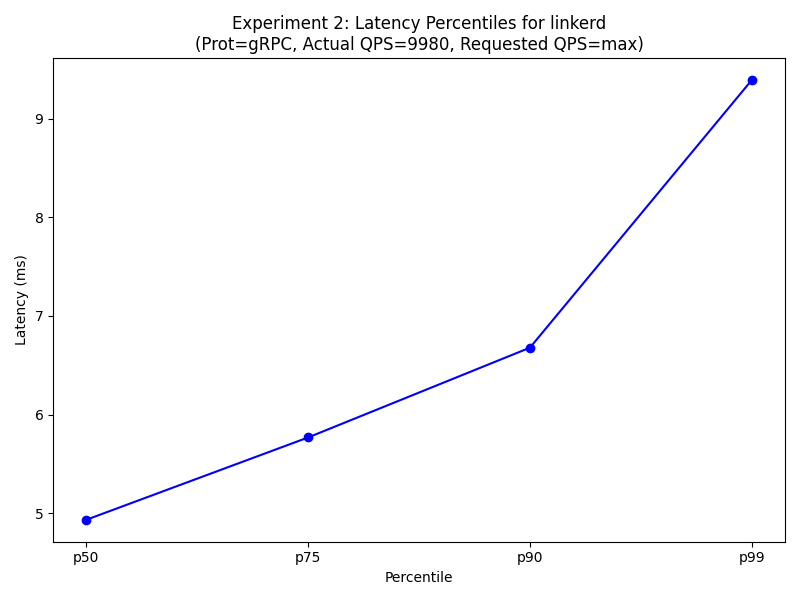 Experiment 2: Latency Percentiles for linkerd
(Prot=gRPC, Actual QPS=9980, Requested QPS=max)
Latency (ms)
9
8
7
6
5
p50 p75 p90 p99
Percentile